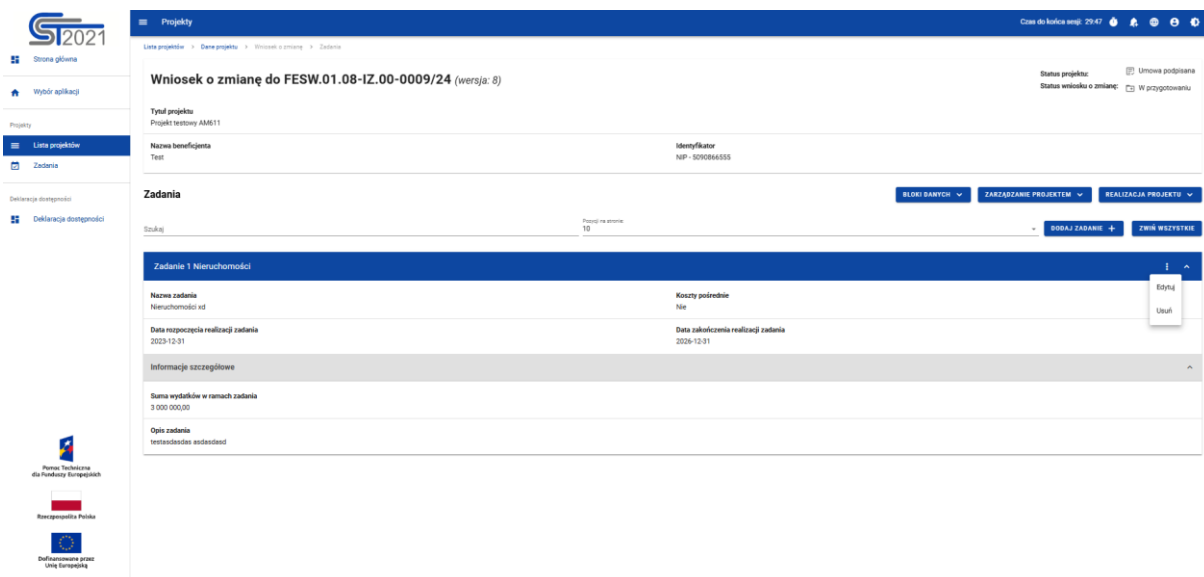 CST2021
Projekty
Czas do końca sesji: 29:47
Strona główna
Wybór aplikacji
Projekty
Lista projektów
Zadania
Deklaracja dostępności
Deklaracja dostępności
Pomoc Techniczna
dla Funduszy Europejskich
Rzeczpospolita Polska
Dofinansowane przez
Unię Europejską
Lista projektów > Dane projektu > Wniosek o zmianę > Zadania
Wniosek o zmianę do FESW.01.08-IZ.00-0009/24 (wersja: 8)
Status projektu: Umowa podpisana
Status wniosku o zmianę: W przygotowaniu
Tytuł projektu
Projekt testowy AM611
Nazwa beneficjenta Identyfikator
Test NIP - 5090866555
Zadania
BLOKI DANYCH ZARZĄDZANIE PROJEKTEM REALIZACJA PROJEKTU
Szukaj
Pozycji na stronie:
10
DODAJ ZADANIE + ZWIŃ WSZYSTKIE
Zadanie 1 Nieruchomości
Edytuj
Usuń
Nazwa zadania Koszty pośrednie
Nieruchomości xd Nie
Data rozpoczęcia realizacji zadania Data zakończenia realizacji zadania
2023-12-31 2026-12-31
Informacje szczegółowe
Suma wydatków w ramach zadania
3 000 000,00
Opis zadania
testasdasdas asdasdasd